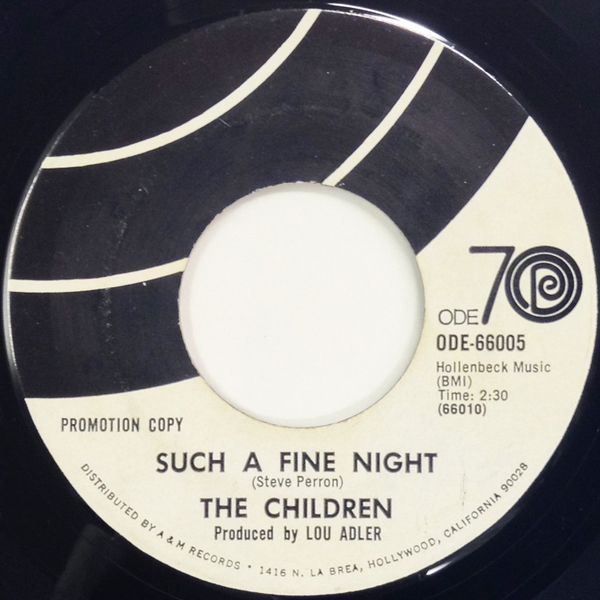 ODE 70
ODE-66005
Hollenbeck Music
(BMI)
Time: 2:30
(66010)
PROMOTION COPY
SUCH A FINE NIGHT
(Steve Perron)
THE CHILDREN
Produced by LOU ADLER
DISTRIBUTED BY A & M RECORDS • 1416 N. LA BREA, HOLLYWOOD, CALIFORNIA 90028